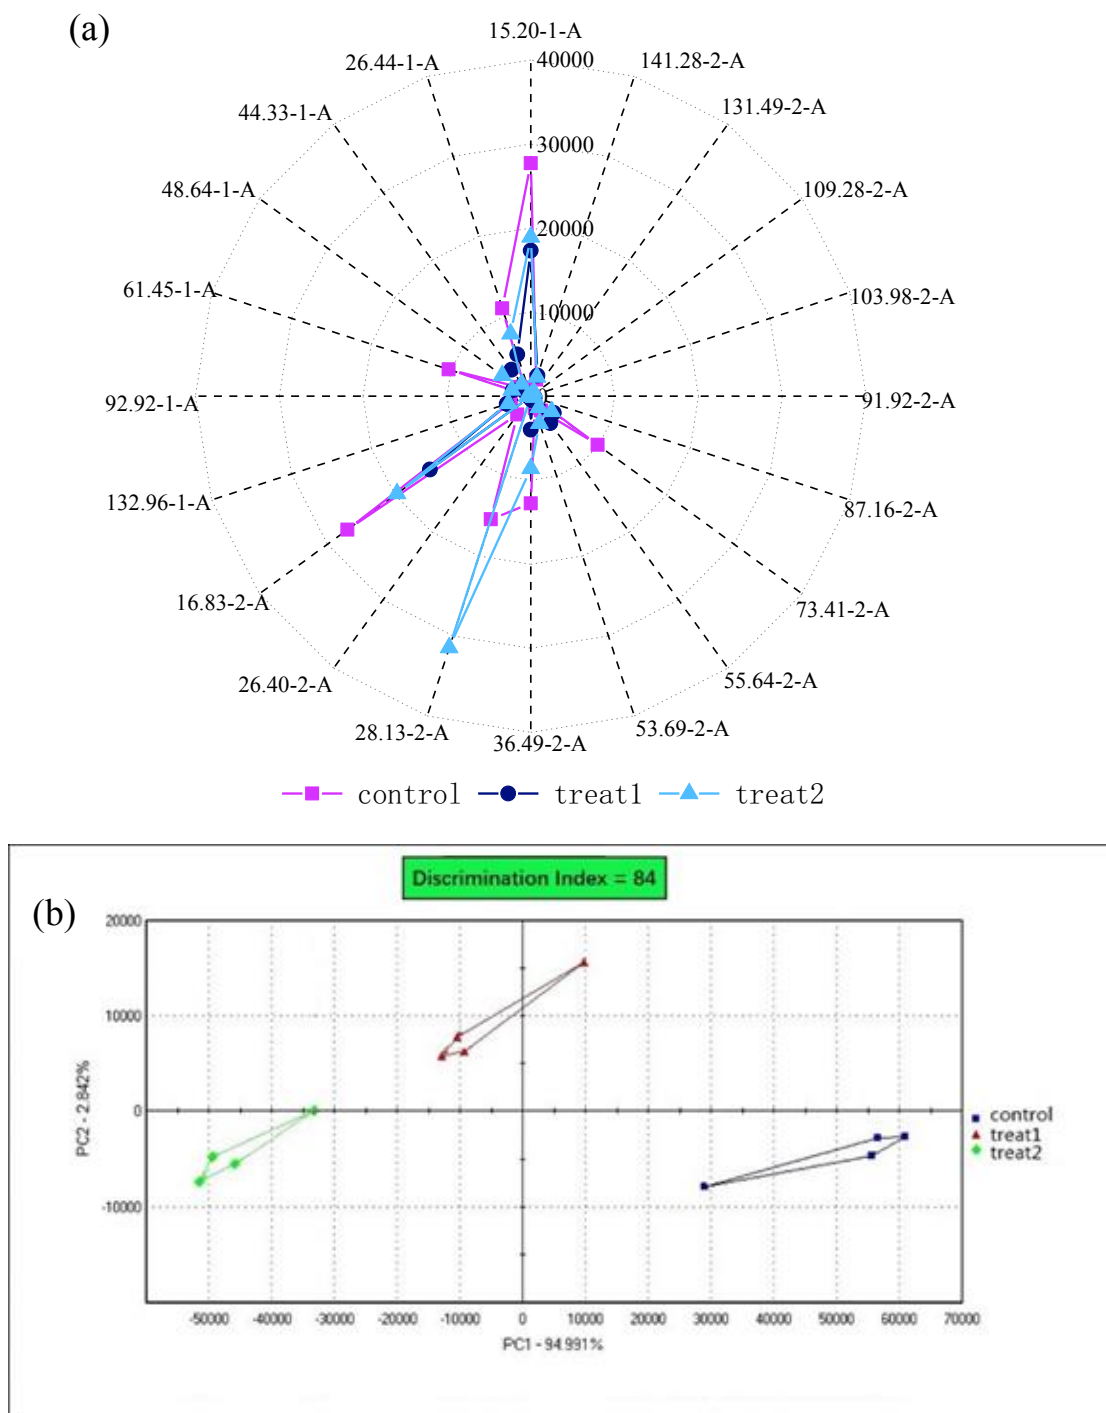 (a)
15.20-1-A
26.44-1-A
40000
141.28-2-A
44.33-1-A
131.49-2-A
30000
48.64-1-A
109.28-2-A
20000
61.45-1-A
103.98-2-A
10000
92.92-1-A
0
91.92-2-A
132.96-1-A
87.16-2-A
16.83-2-A
73.41-2-A
26.40-2-A
55.64-2-A
28.13-2-A
36.49-2-A
53.69-2-A
control treat1 treat2
Discrimination Index = 84
(b)
20000
10000
0
-10000
PC2 - 2.842%
control
treat1
treat2
-50000 -40000 -30000 -20000 -10000 0 10000 20000 30000 40000 50000 60000 70000
PC1 - 94.991%